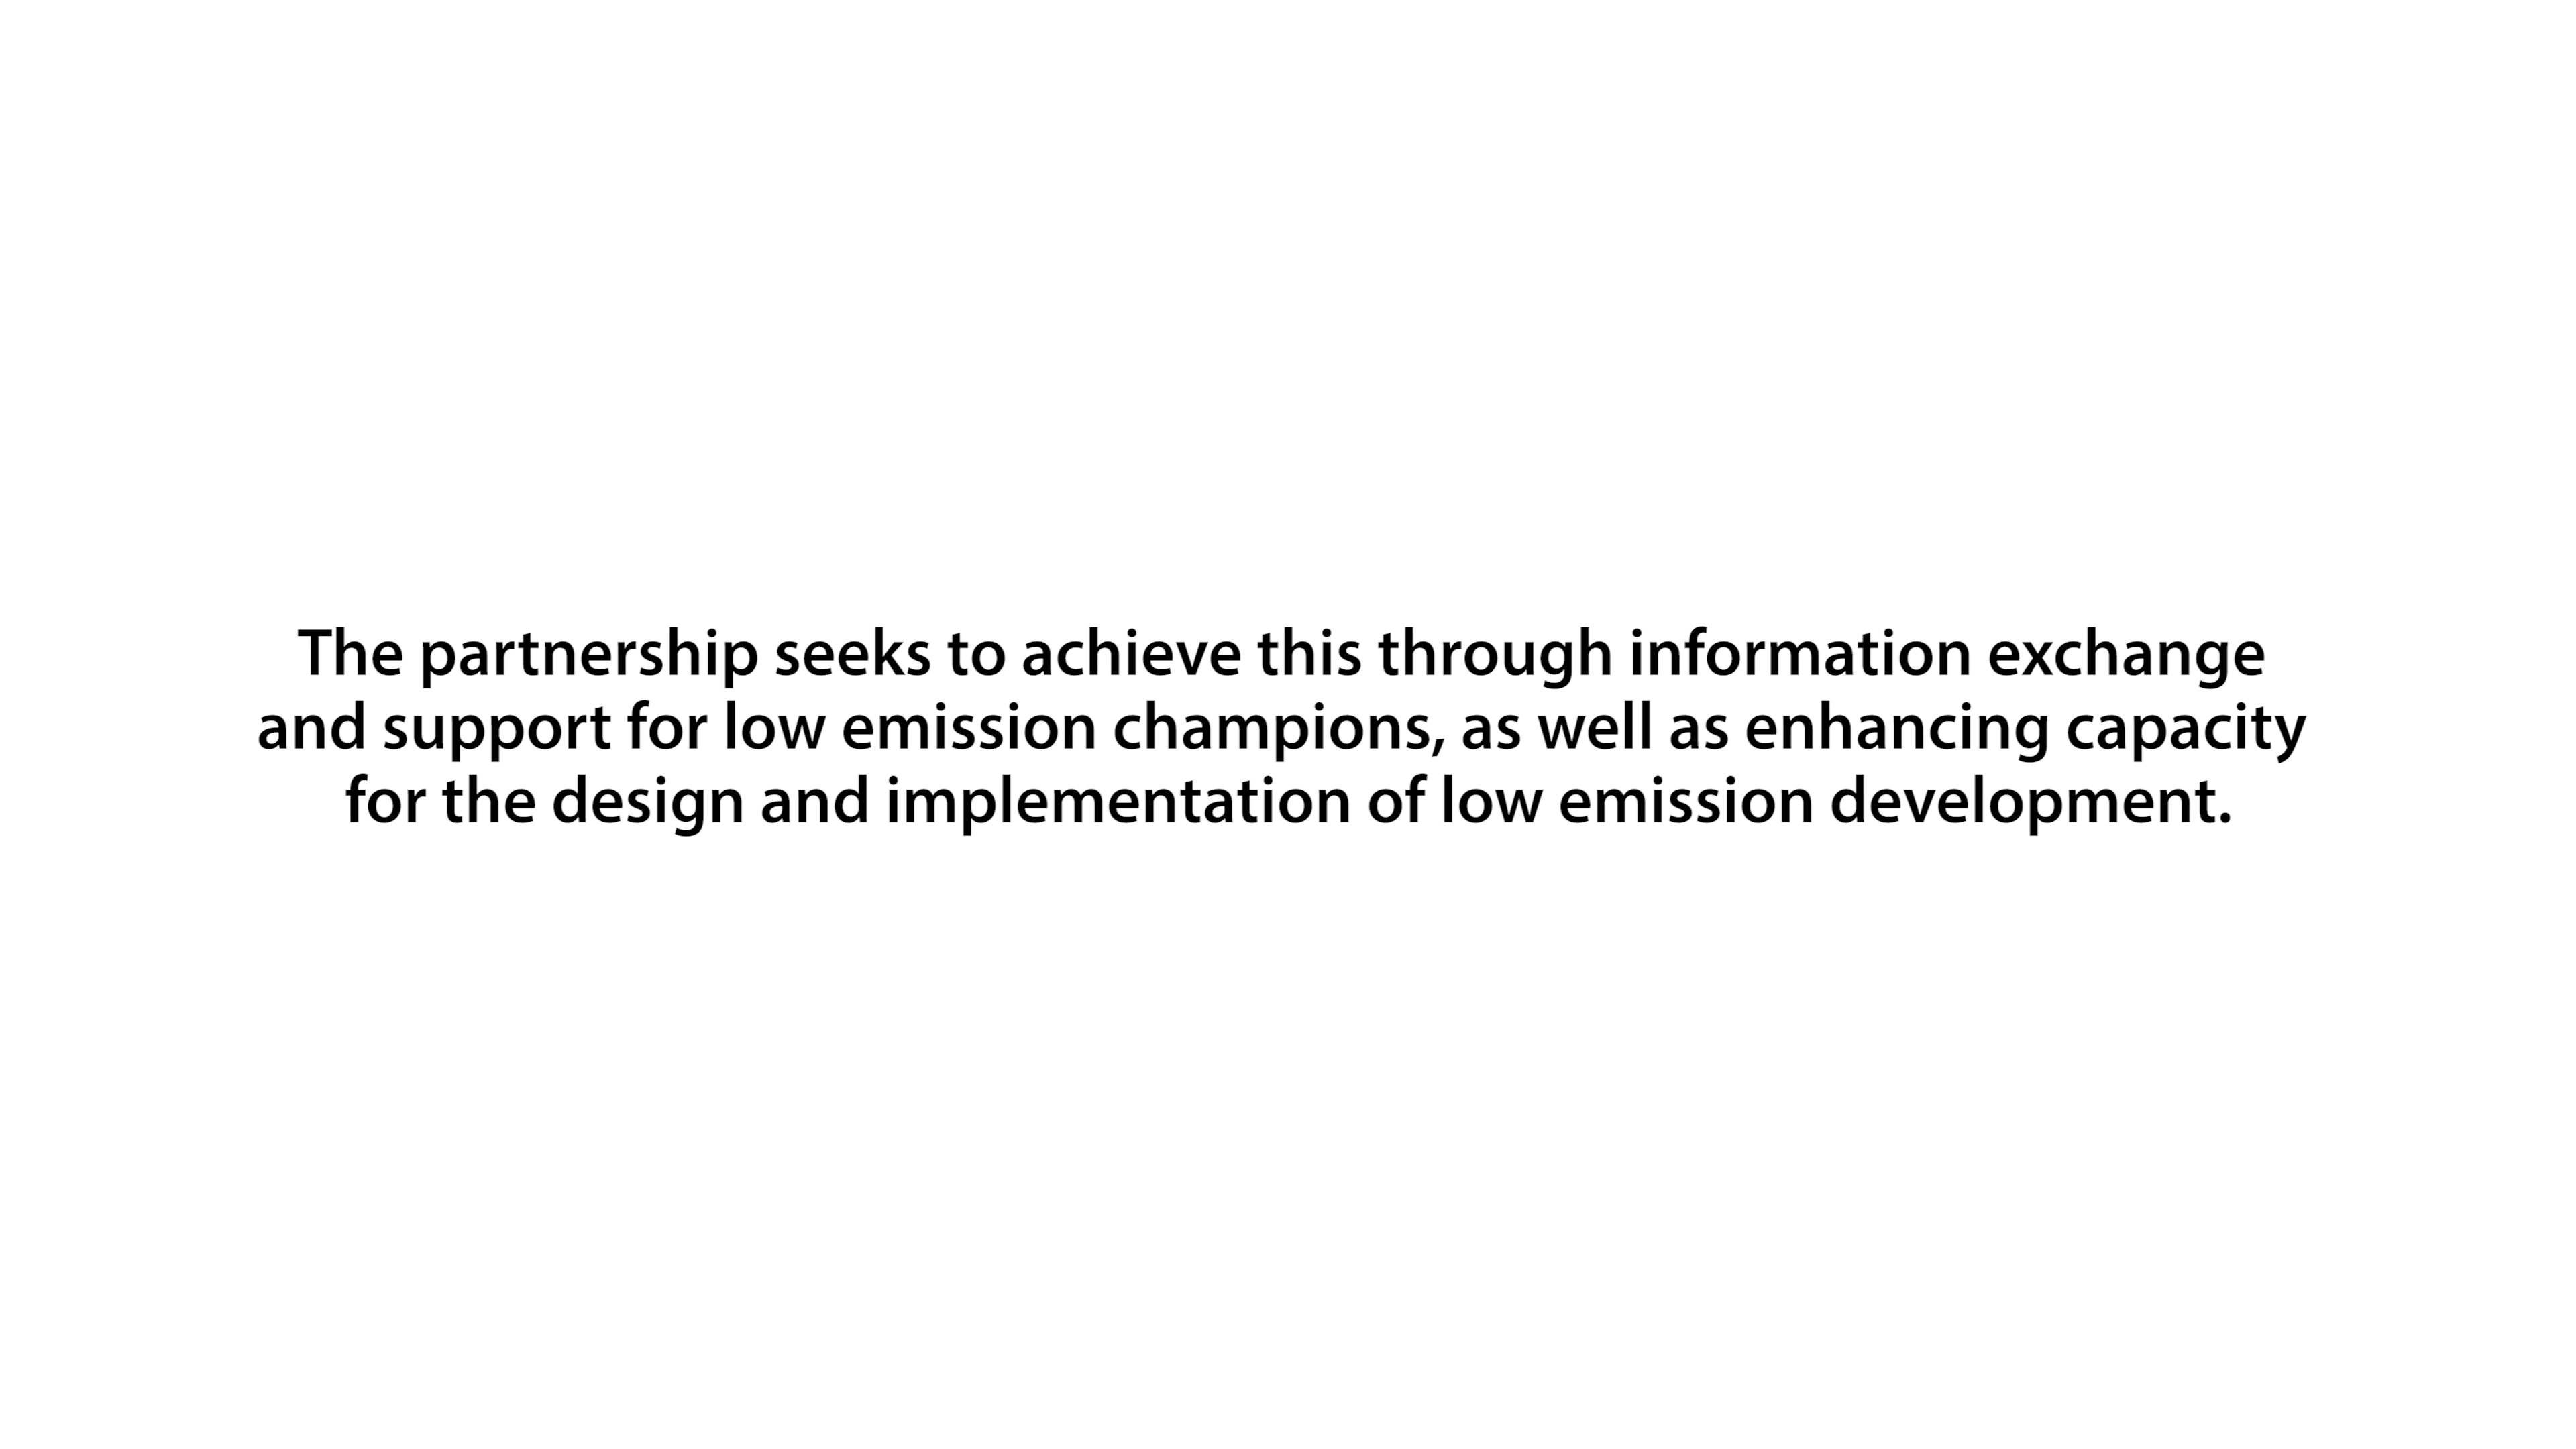 The partnership seeks to achieve this through information exchange
and support for low emission champions, as well as enhancing capacity
for the design and implementation of low emission development.